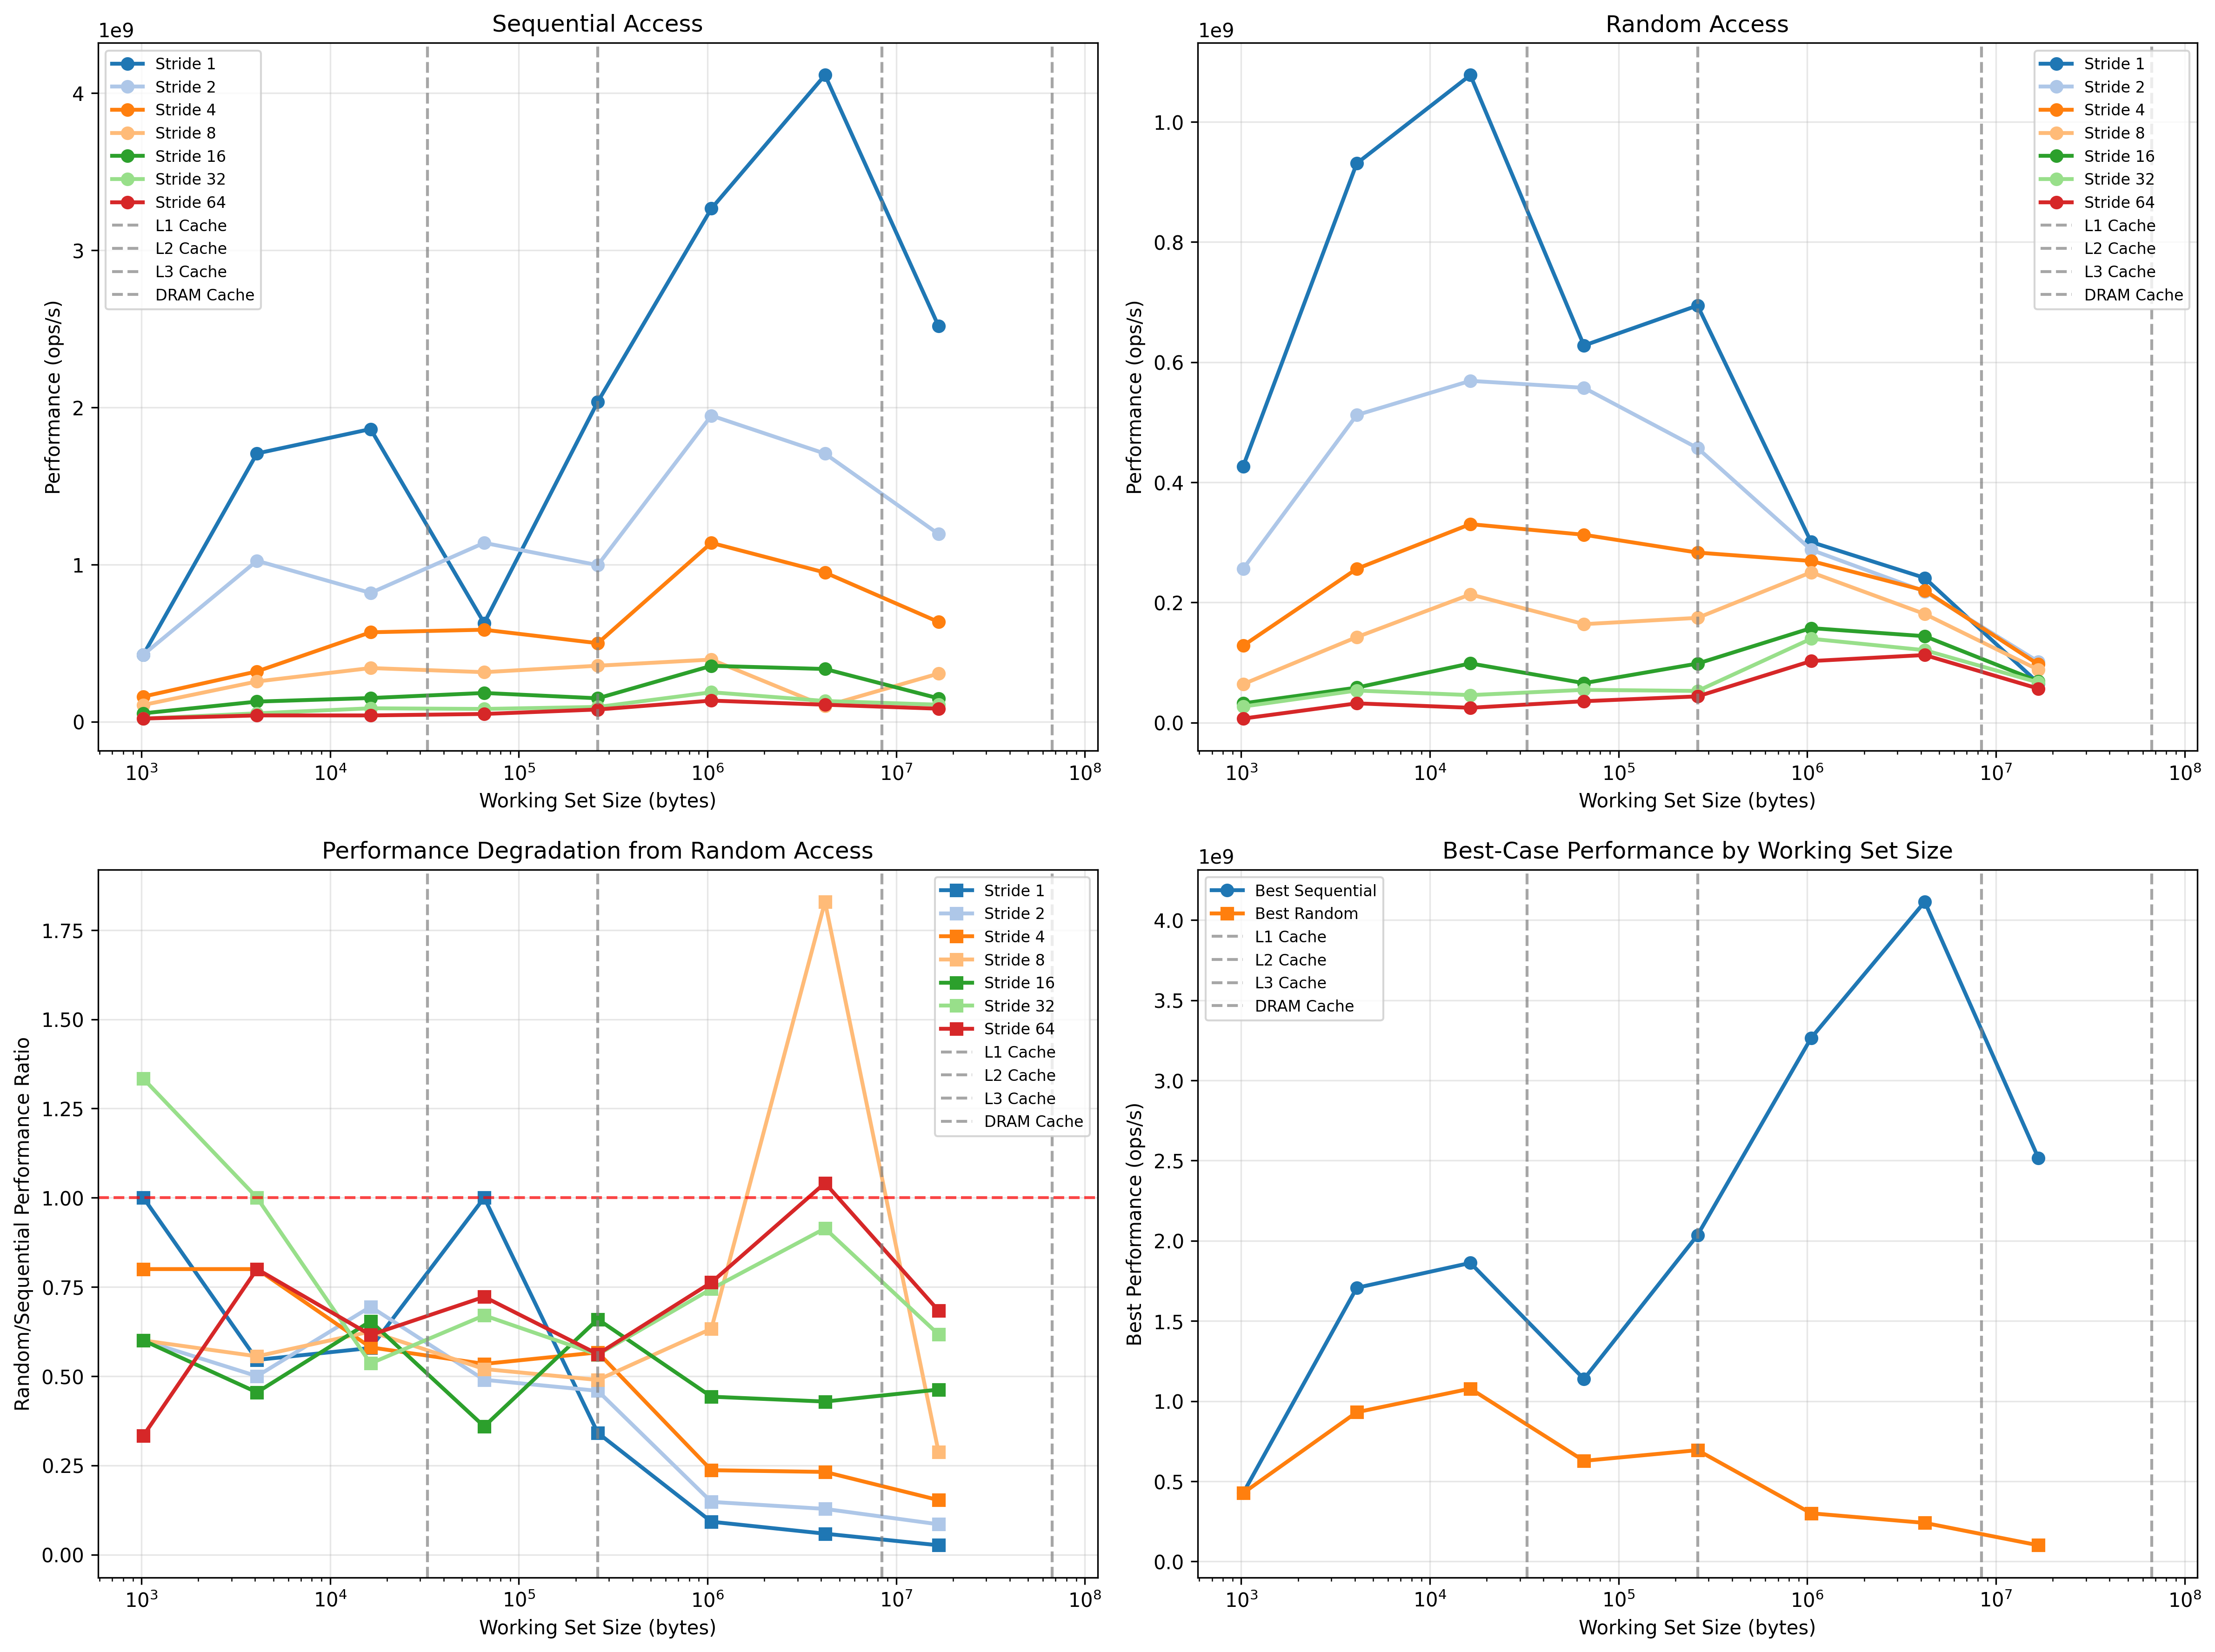 Sequential Access
1e9
Stride 1
Stride 2
Stride 4
Stride 8
Stride 16
Stride 32
Stride 64
L1 Cache
L2 Cache
L3 Cache
DRAM Cache
4
3
2
1
0
Performance (ops/s)
10³ 10⁴ 10⁵ 10⁶ 10⁷ 10⁸
Working Set Size (bytes)
Random Access
1e9
Stride 1
Stride 2
Stride 4
Stride 8
Stride 16
Stride 32
Stride 64
L1 Cache
L2 Cache
L3 Cache
DRAM Cache
1.0
0.8
0.6
0.4
0.2
0.0
Performance (ops/s)
10³ 10⁴ 10⁵ 10⁶ 10⁷ 10⁸
Working Set Size (bytes)
Performance Degradation from Random Access
Stride 1
Stride 2
Stride 4
Stride 8
Stride 16
Stride 32
Stride 64
L1 Cache
L2 Cache
L3 Cache
DRAM Cache
1.75
1.50
1.25
1.00
0.75
0.50
0.25
0.00
Random/Sequential Performance Ratio
10³ 10⁴ 10⁵ 10⁶ 10⁷ 10⁸
Working Set Size (bytes)
Best-Case Performance by Working Set Size
1e9
Best Sequential
Best Random
L1 Cache
L2 Cache
L3 Cache
DRAM Cache
4.0
3.5
3.0
2.5
2.0
1.5
1.0
0.5
0.0
Best Performance (ops/s)
10³ 10⁴ 10⁵ 10⁶ 10⁷ 10⁸
Working Set Size (bytes)